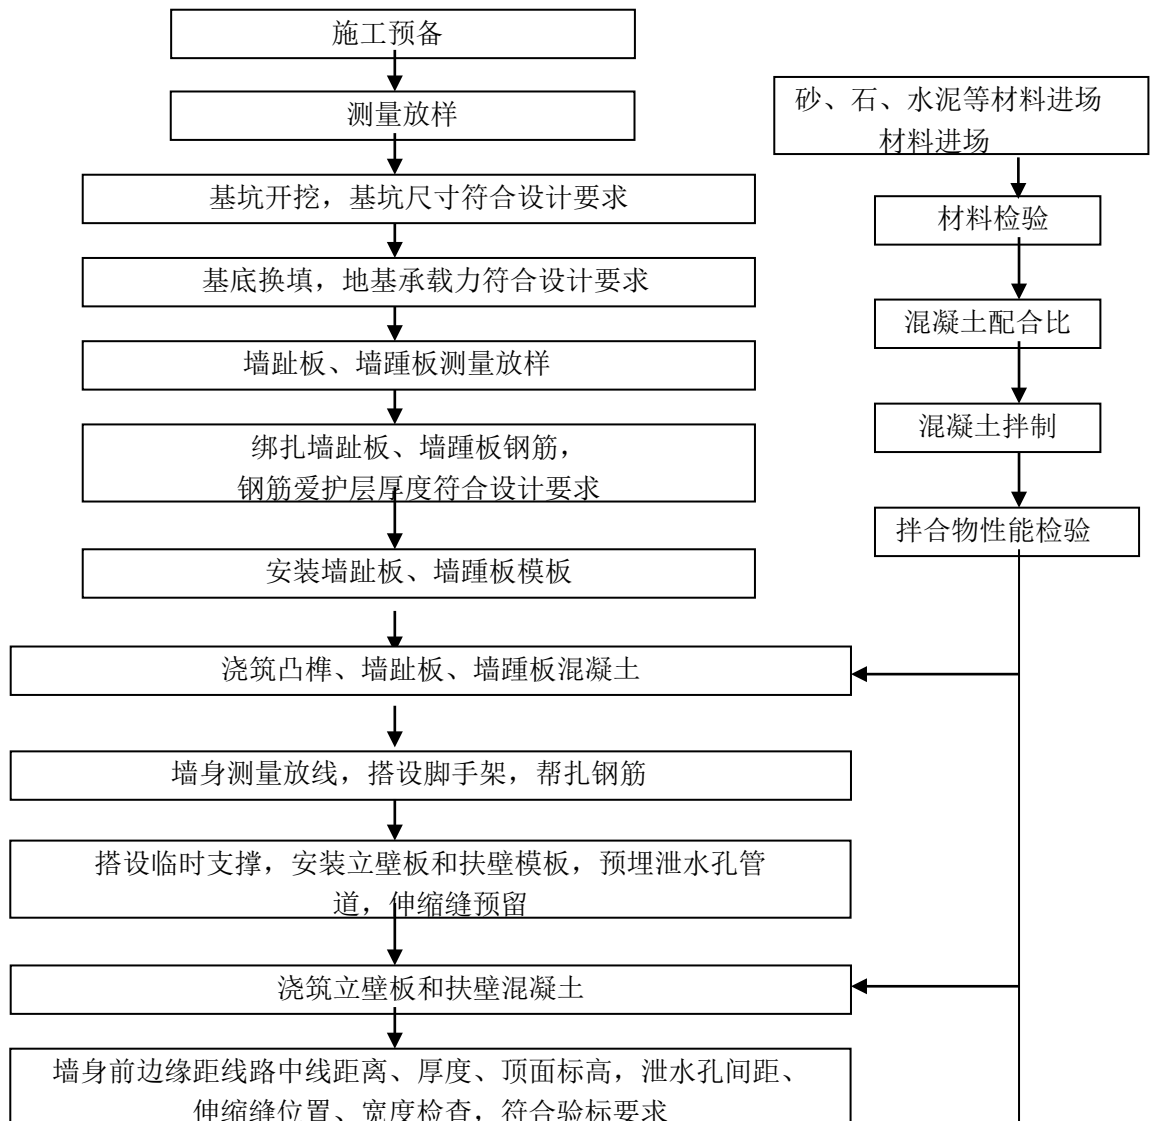 施工预备
测量放样
基坑开挖，基坑尺寸符合设计要求
基底换填，地基承载力符合设计要求
墙趾板、墙踵板测量放样
绑扎墙趾板、墙踵板钢筋，
钢筋爱护层厚度符合设计要求
安装墙趾板、墙踵板模板
浇筑凸榫、墙趾板、墙踵板混凝土
墙身测量放线，搭设脚手架，帮扎钢筋
搭设临时支撑，安装立壁板和扶壁模板，预埋泄水孔管
道，伸缩缝预留
浇筑立壁板和扶壁混凝土
墙身前边缘距线路中线距离、厚度、顶面标高，泄水孔间距、
伸缩缝位置、宽度检查，符合验标要求
砂、石、水泥等材料进场
材料进场
材料检验
混凝土配合比
混凝土拌制
拌合物性能检验